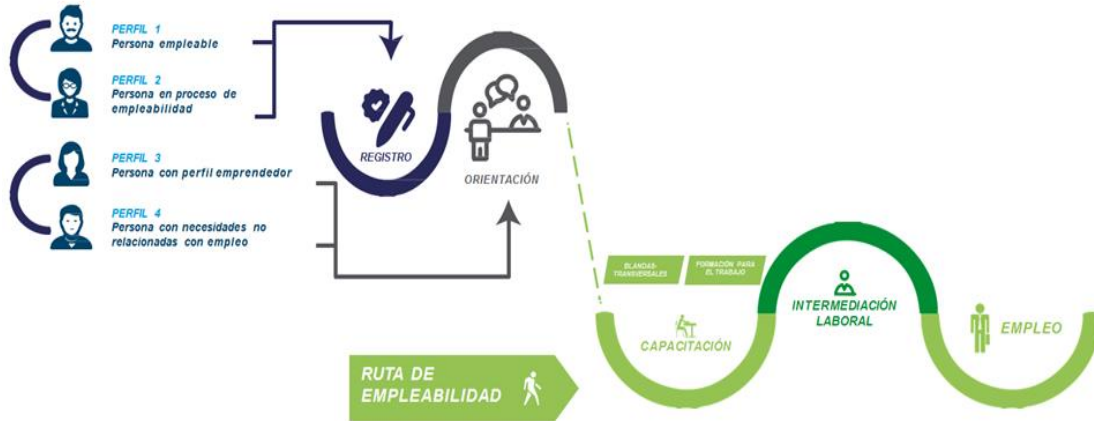 PERFIL 1
Persona empleable
PERFIL 2
Persona en proceso de
empleabilidad
PERFIL 3
Persona con perfil emprendedor
PERFIL 4
Persona con necesidades no
relacionadas con empleo
REGISTRO
ORIENTACIÓN
BLANDAS-
TRANSVERSALES
FORMACIÓN PARA
EL TRABAJO
CAPACITACIÓN
INTERMEDIACIÓN
LABORAL
EMPLEO
RUTA DE
EMPLEABILIDAD